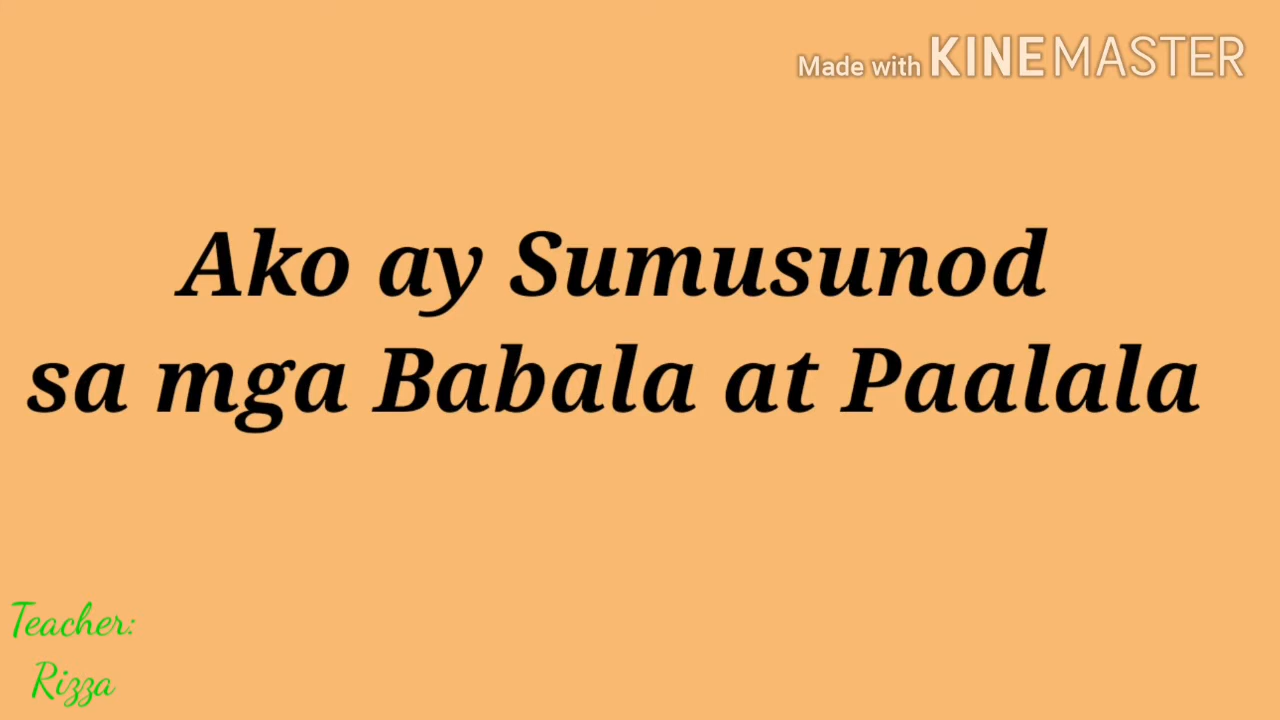 Made with KINEMASTER
Ako ay Sumusunod
sa mga Babala at Paalala
Teacher:
Rizza